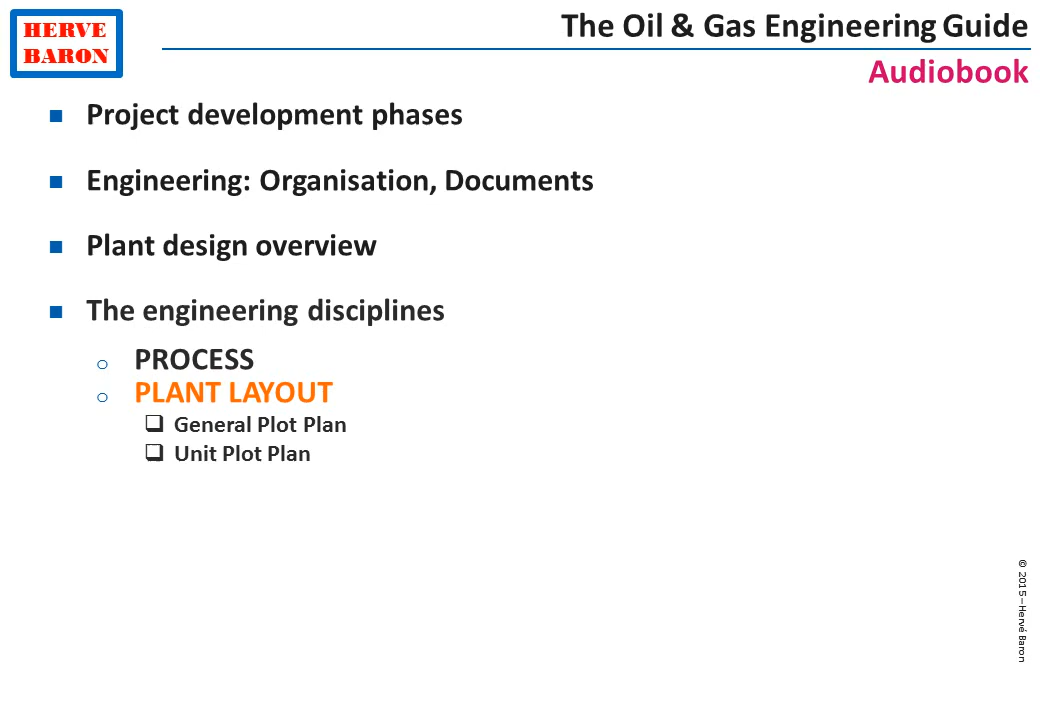 HERVE
BARON
The Oil & Gas Engineering Guide
Audiobook
Project development phases
Engineering: Organisation, Documents
Plant design overview
The engineering disciplines
PROCESS
PLANT LAYOUT
General Plot Plan
Unit Plot Plan
© 2015 – Hervé Baron